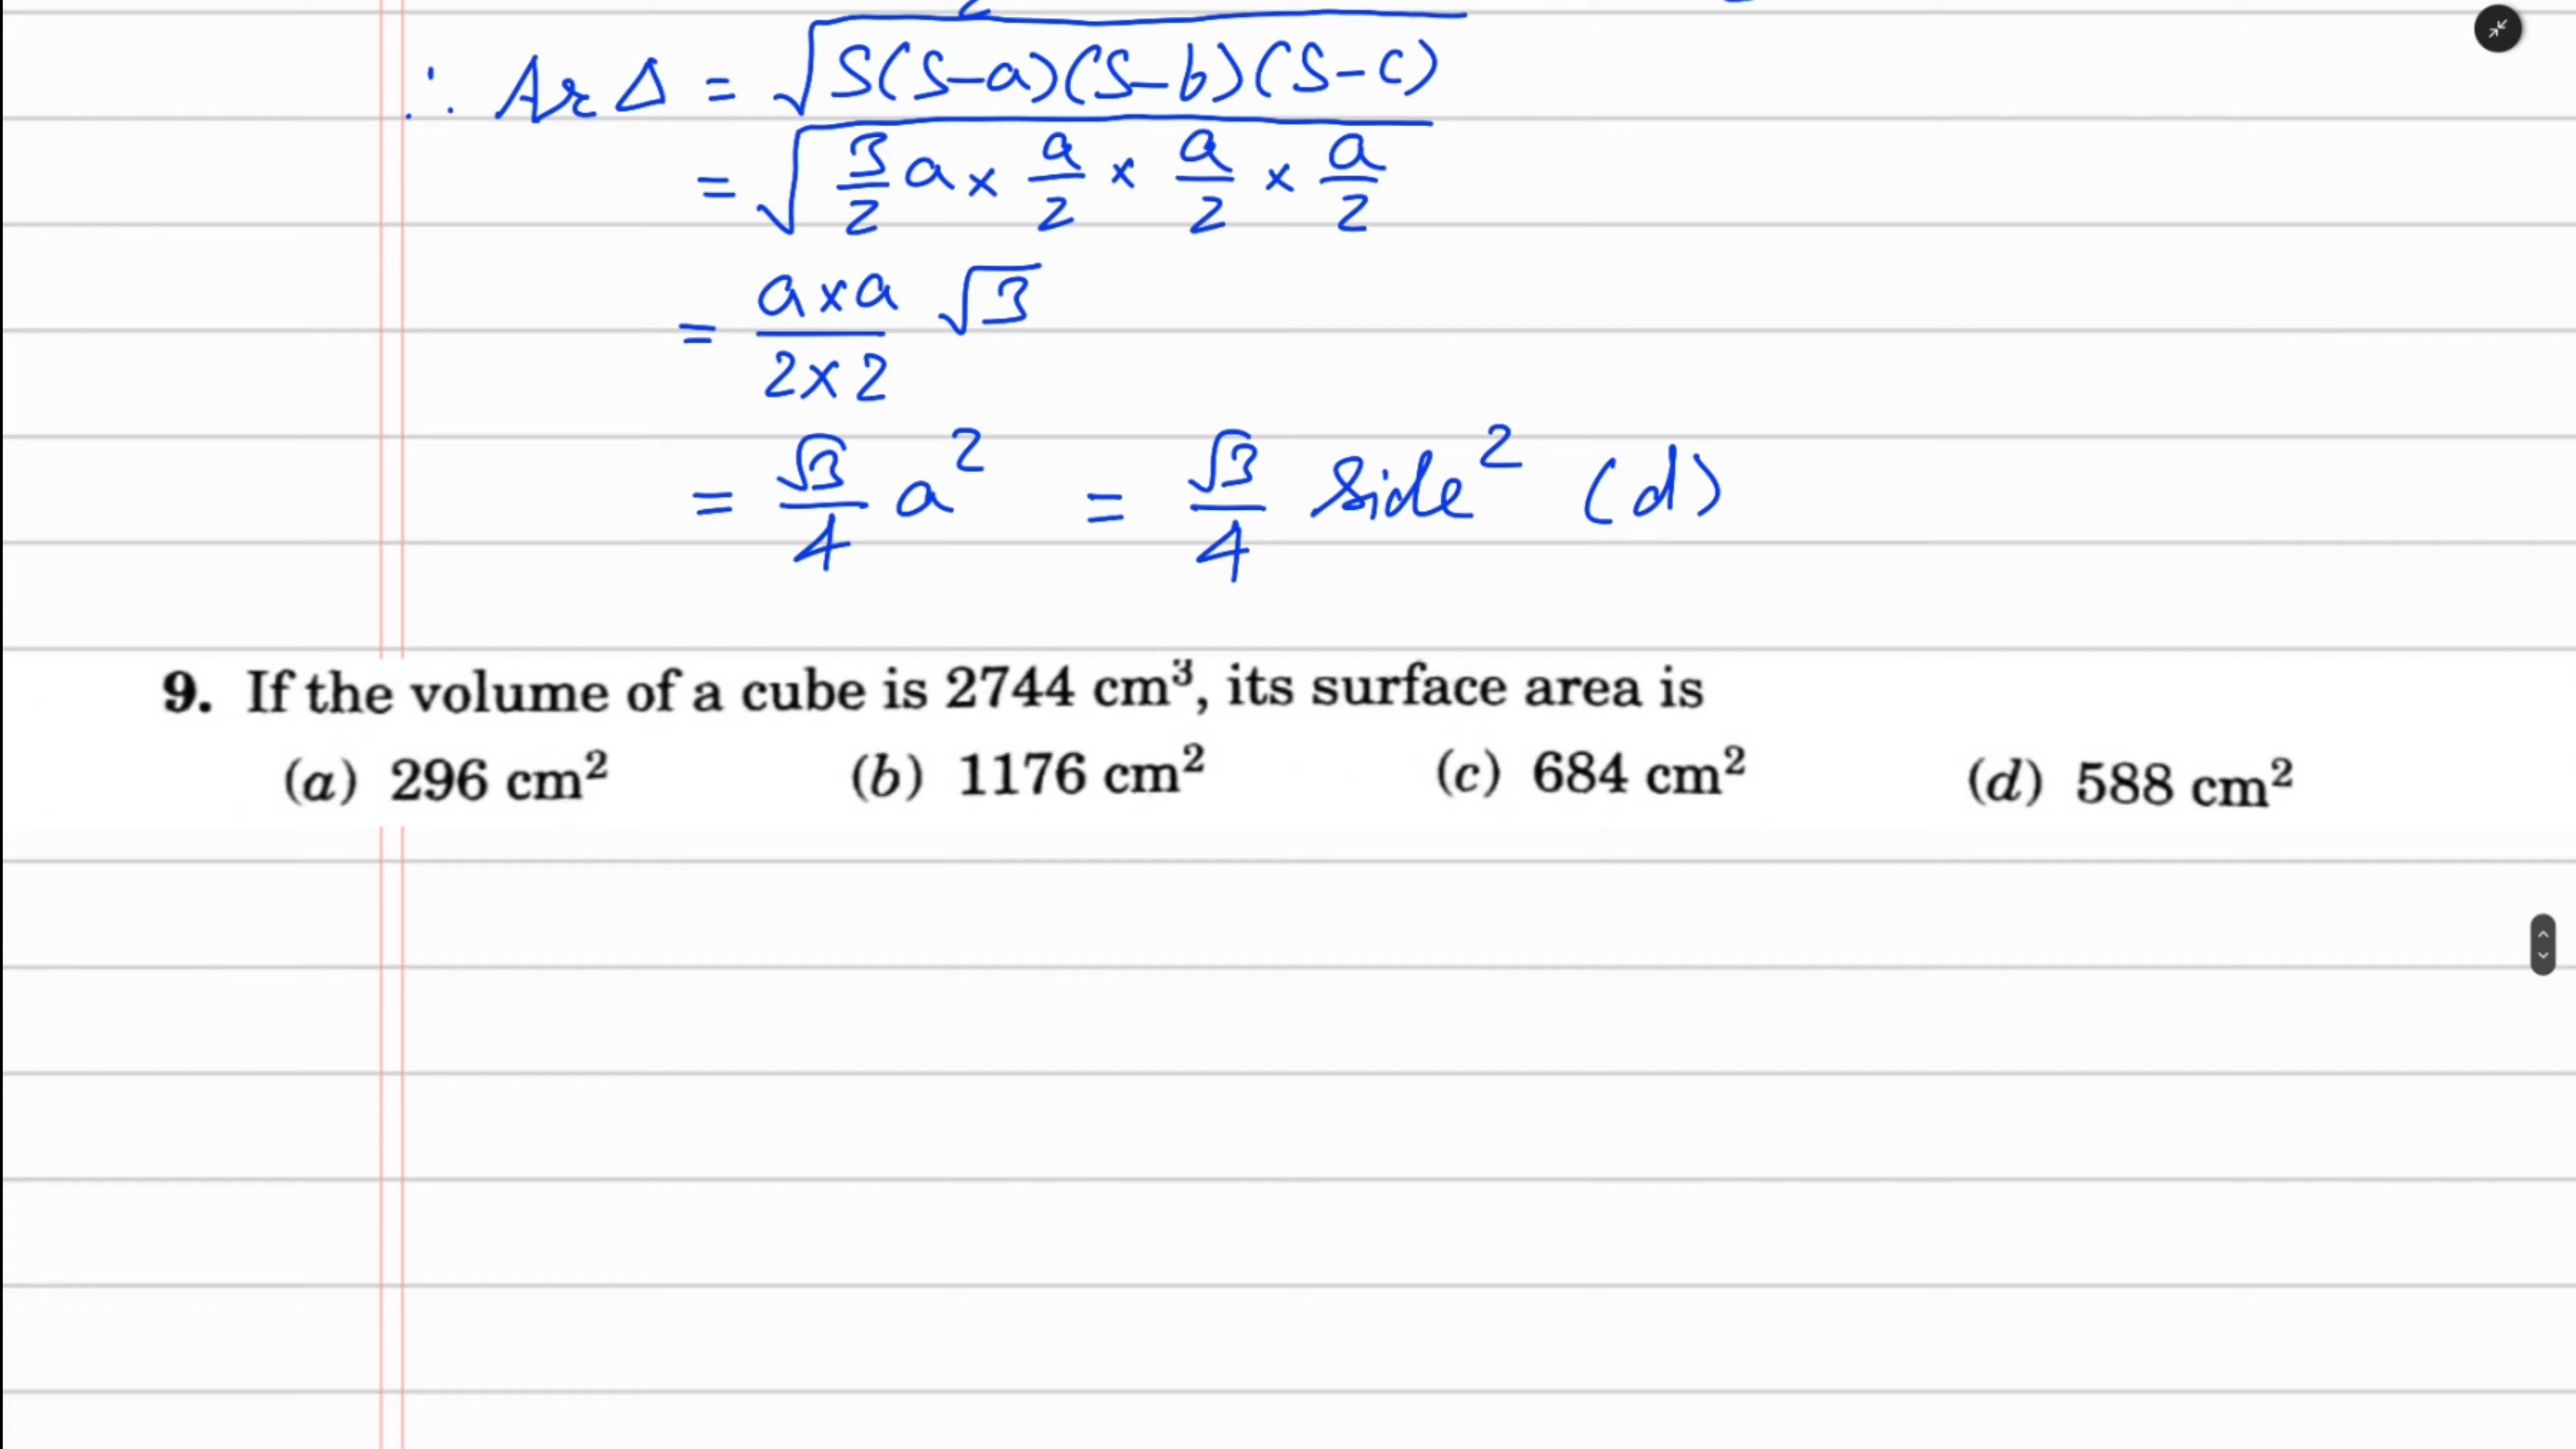 ∴ Ar Δ = √S(S-a)(S-b)(S-c)
= √3/2 a × a/2 × a/2 × a/2
= a×a/2×2 √3
= √3/4 a² = √3/4 side² (d)
9. If the volume of a cube is 2744 cm³, its surface area is
(a) 296 cm² (b) 1176 cm² (c) 684 cm² (d) 588 cm²